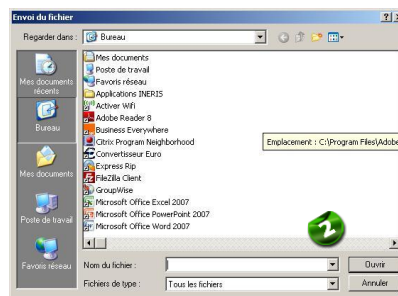 Envoi du fichier
Regarder dans :
Bureau
Mes documents récents
Bureau
Mes documents
Poste de travail
Favoris réseau
Mes documents
Poste de travail
Favoris réseau
Applications INERIS
Activer Wifi
Adobe Reader 8
Business Everywhere
Citrix Program Neighborhood
Convertisseur Euro
Express Rip
FileZilla Client
GroupWise
Microsoft Office Excel 2007
Microsoft Office PowerPoint 2007
Microsoft Office Word 2007
Emplacement : C:\Program Files\Adobe
2
Nom du fichier :
Ouvrir
Fichiers de type :
Tous les fichiers
Annuler